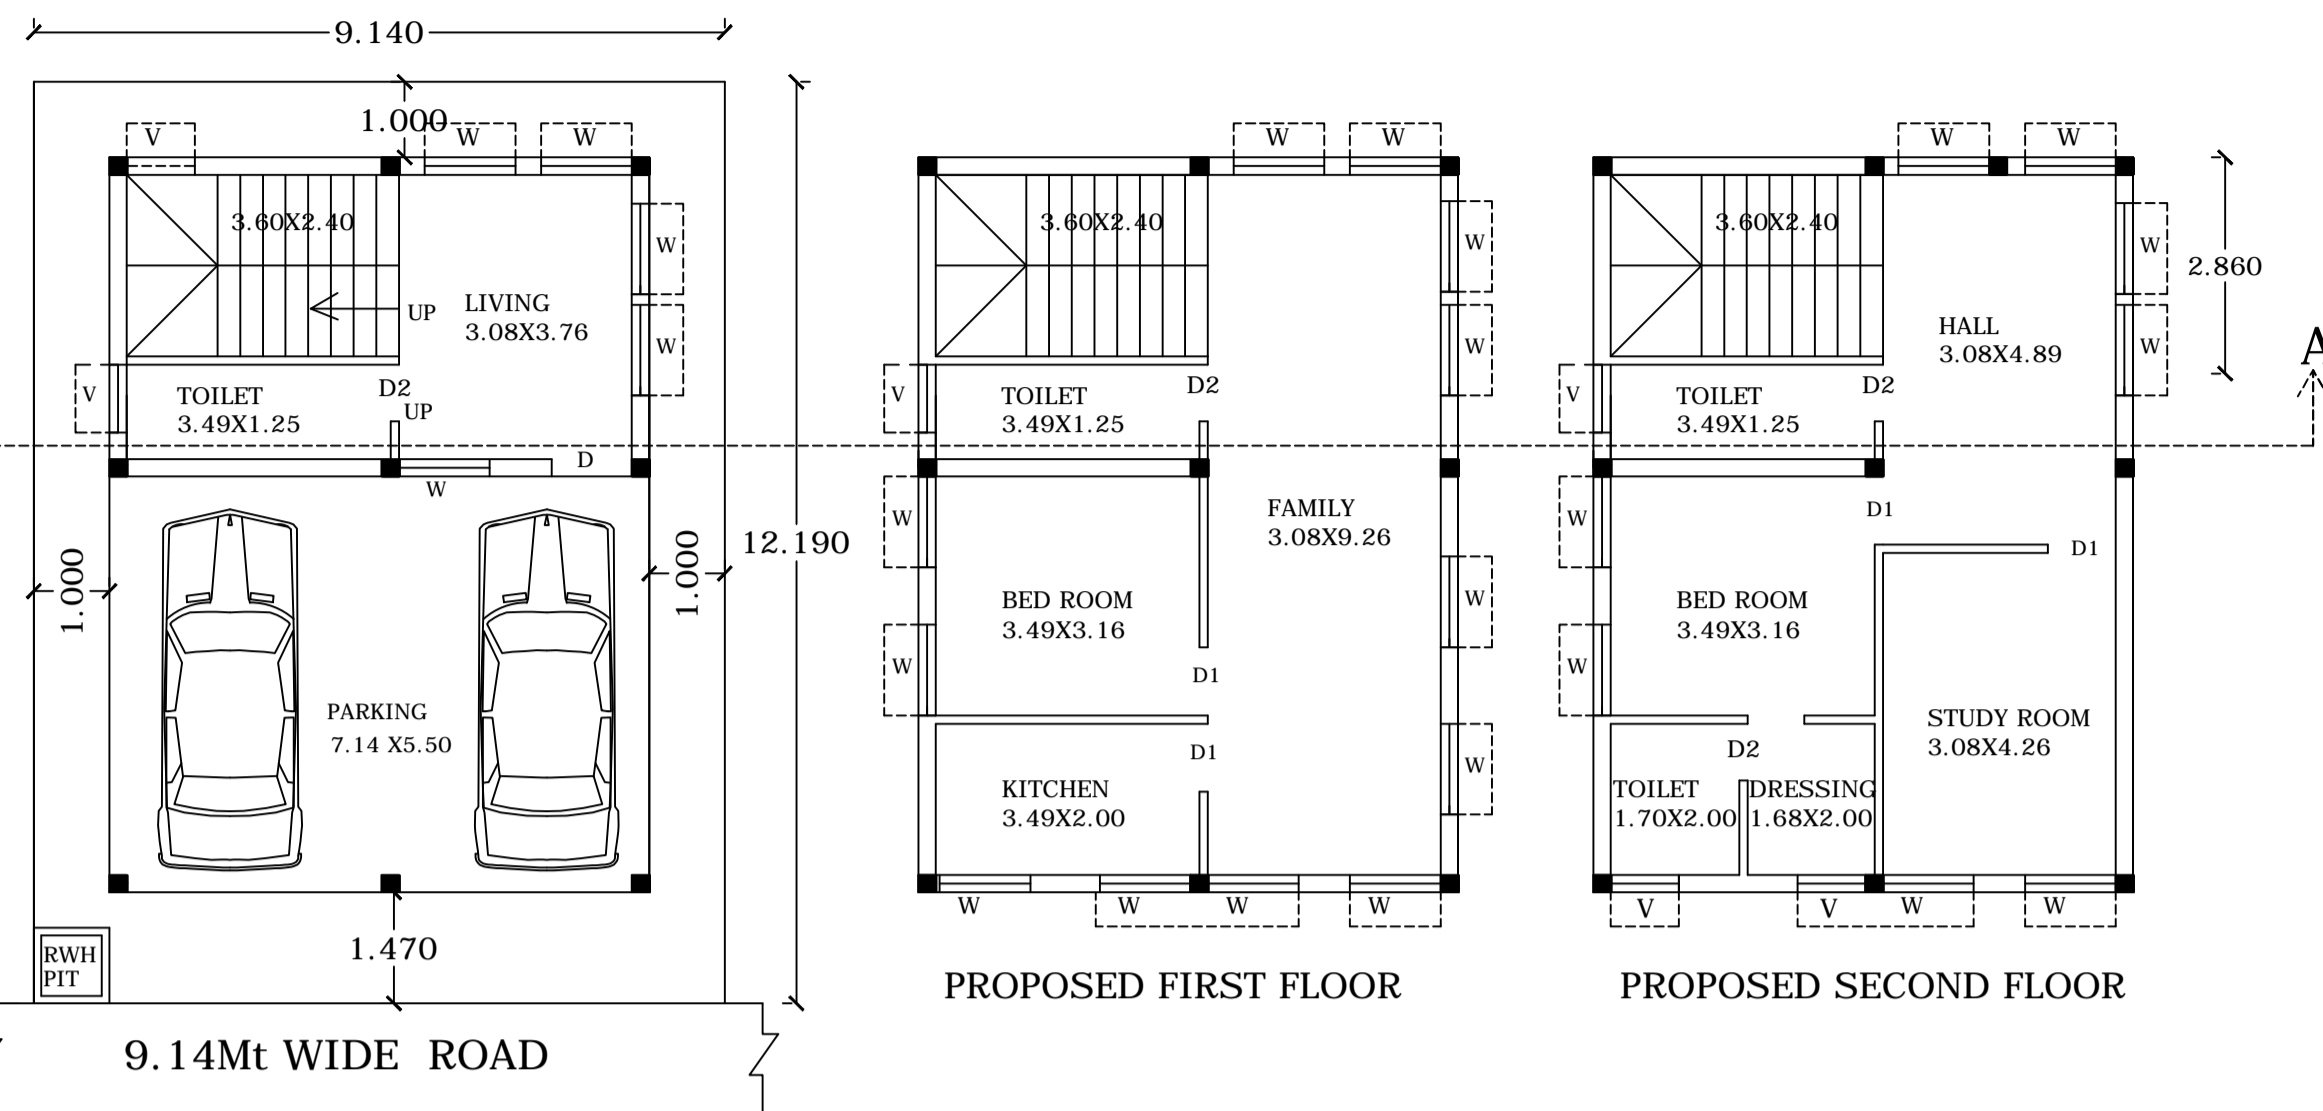 9.140
1.000
V
W
W
3.60X2.40
W
LIVING
3.08X3.76
UP
W
V
TOILET
3.49X1.25
D2
UP
D
W
12.190
1.000
1.000
PARKING
7.14 X5.50
1.470
RWH
PIT
9.14Mt WIDE ROAD
W
W
3.60X2.40
W
W
V
TOILET
3.49X1.25
D2
W
FAMILY
3.08X9.26
BED ROOM
3.49X3.16
W
W
D1
D1
W
KITCHEN
3.49X2.00
W
W
W
W
PROPOSED FIRST FLOOR
W
W
3.60X2.40
W
2.860
HALL
3.08X4.89
W
A
V
TOILET
3.49X1.25
D2
W
D1
D1
BED ROOM
3.49X3.16
W
STUDY ROOM
3.08X4.26
D2
TOILET
1.70X2.00
DRESSING
1.68X2.00
V
V
W
W
PROPOSED SECOND FLOOR